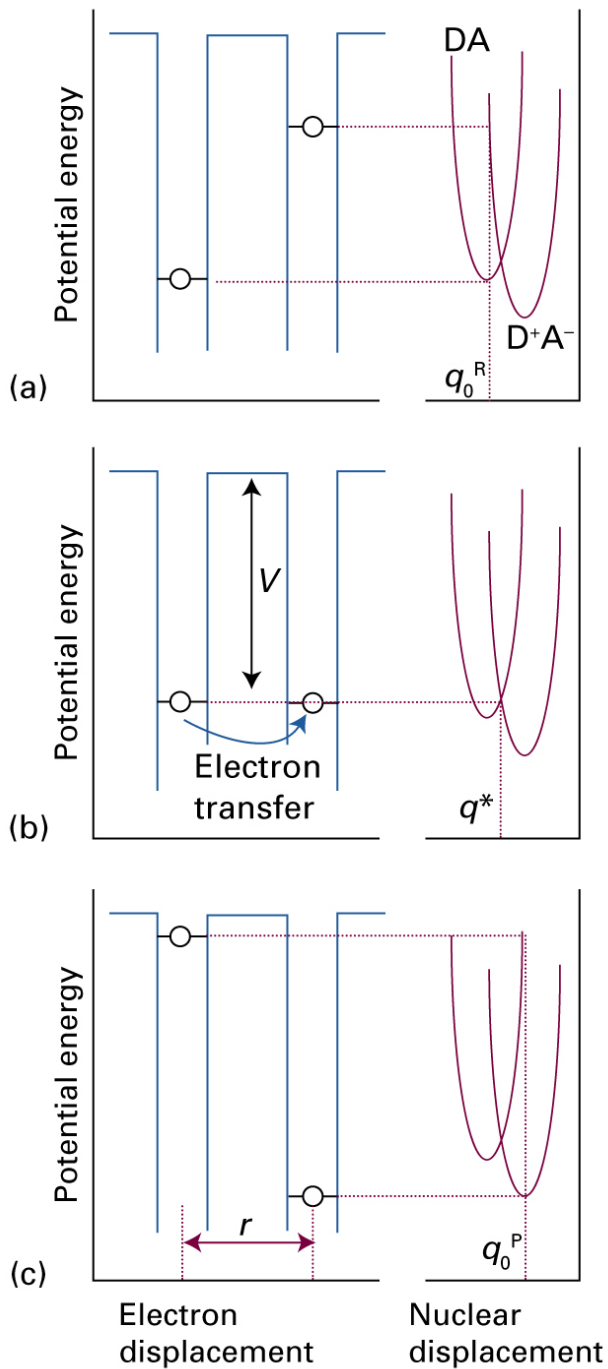 Potential energy
DA
D⁺A⁻
q₀ᴿ
(a)
Potential energy
V
Electron
transfer
q*
(b)
Potential energy
r
q₀ᴾ
(c)
Electron
displacement
Nuclear
displacement